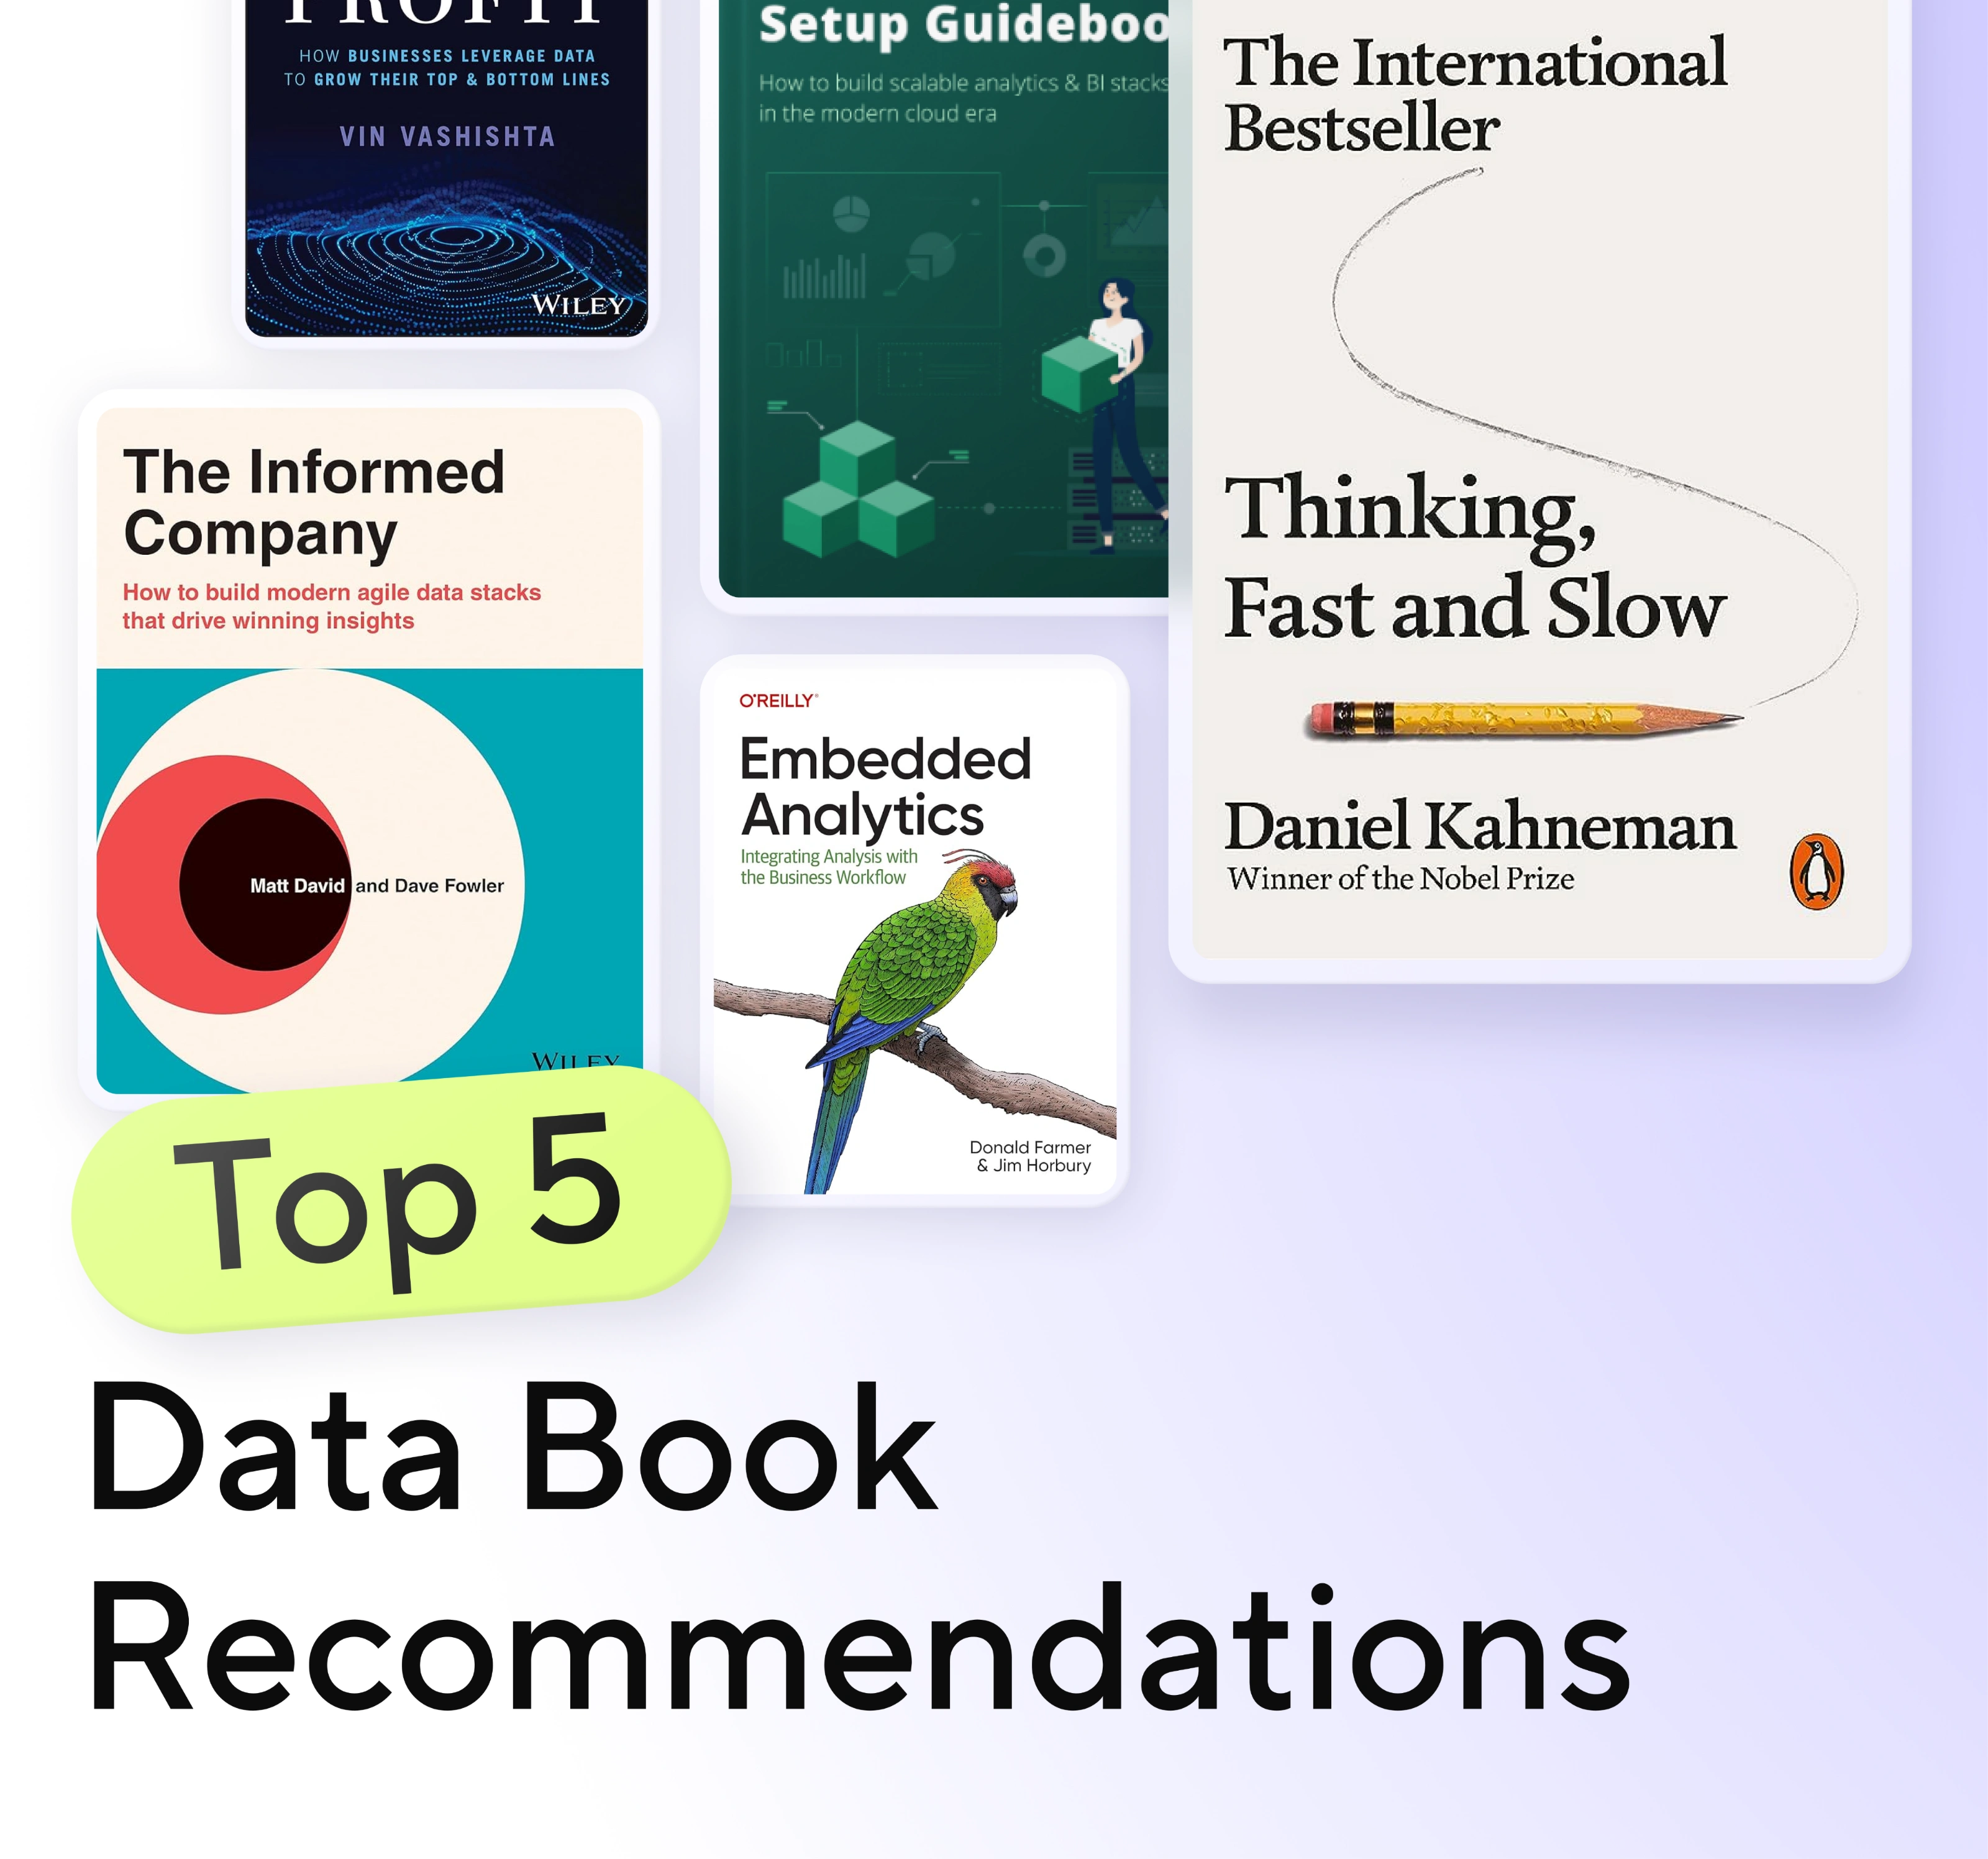 HOW BUSINESSES LEVERAGE DATA
TO GROW THEIR TOP & BOTTOM LINES
VIN VASHISHTA
WILEY
Setup Guideboo
How to build scalable analytics & BI stacks
in the modern cloud era
The International
Bestseller
Thinking,
Fast and Slow
Daniel Kahneman
Winner of the Nobel Prize
The Informed
Company
How to build modern agile data stacks
that drive winning insights
Matt David and Dave Fowler
WILEY
O'REILLY®
Embedded
Analytics
Integrating Analysis with
the Business Workflow
Donald Farmer
& Jim Horbury
Top 5
Data Book
Recommendations